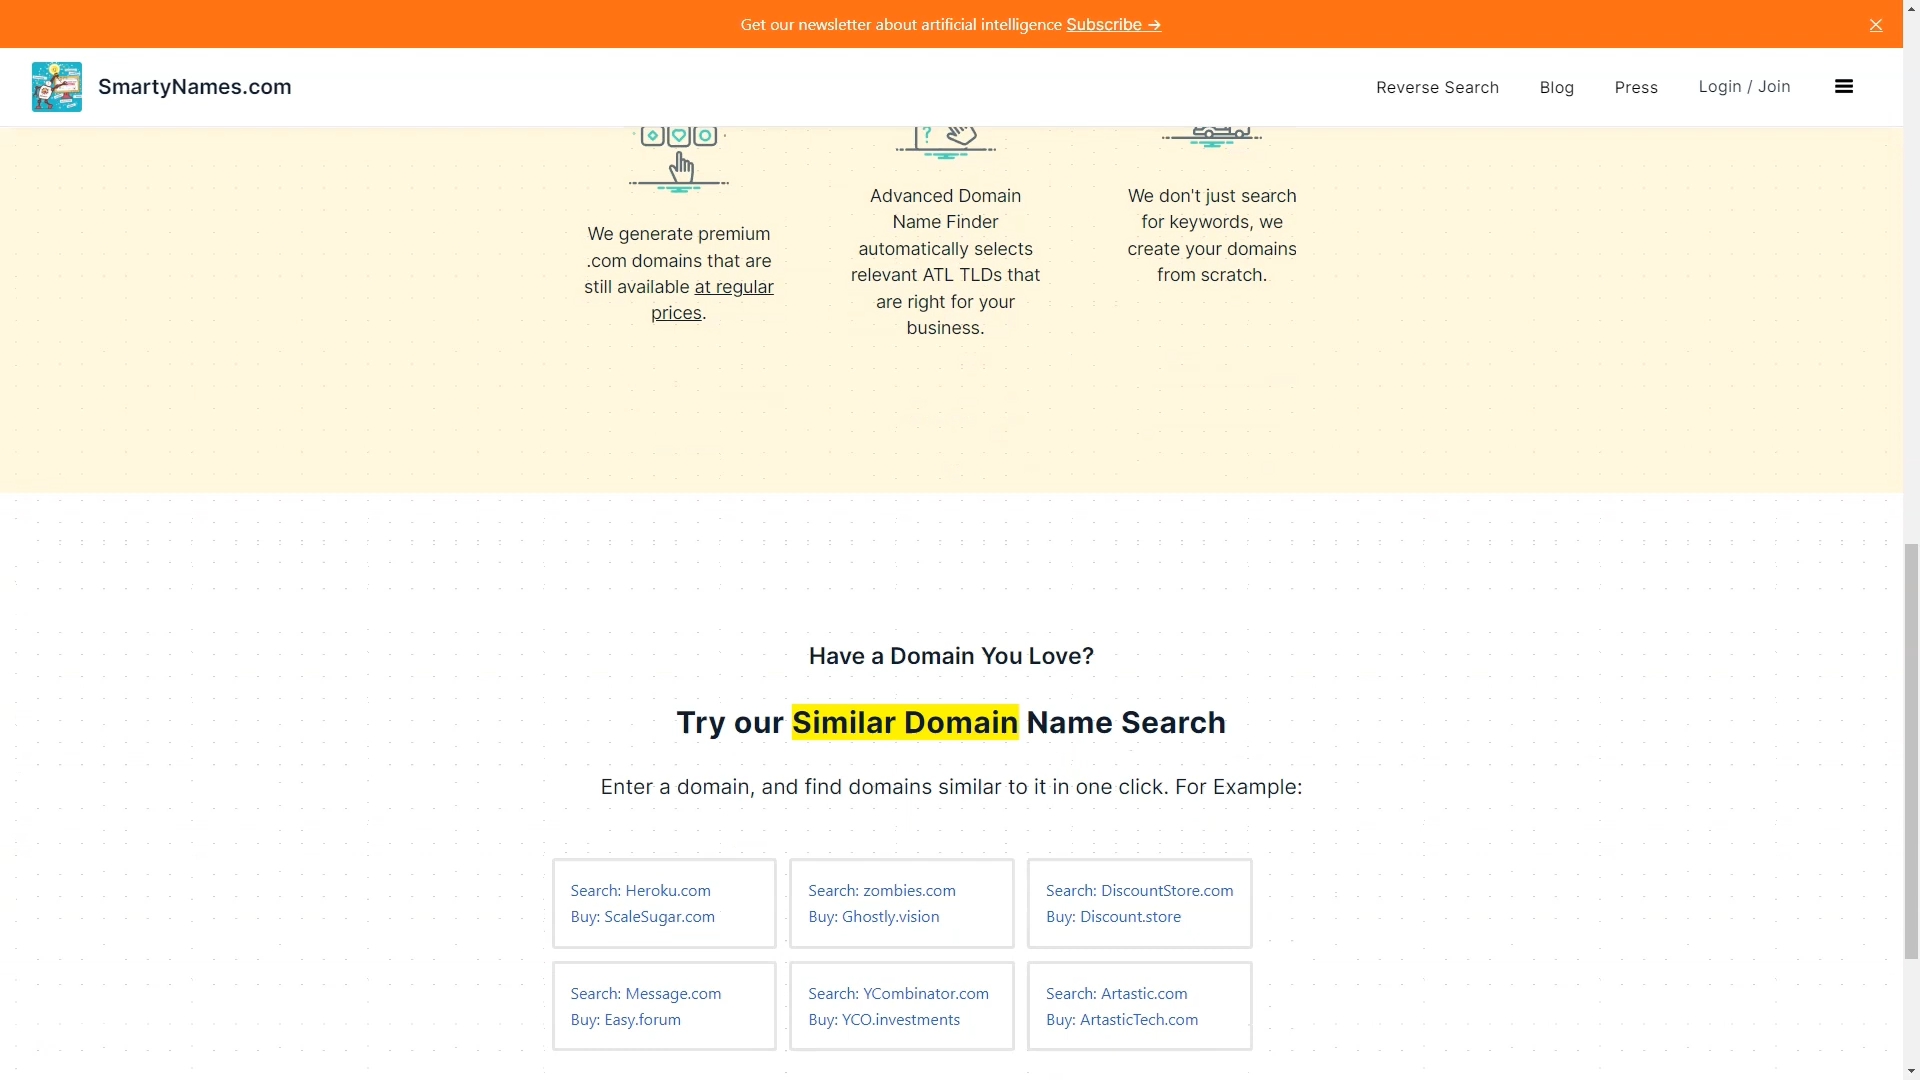 Get our newsletter about artificial intelligence Subscribe →
SmartyNames.com
Reverse Search
Blog
Press
Login / Join
We generate premium
.com domains that are
still available at regular
prices.
Advanced Domain
Name Finder
automatically selects
relevant ATL TLDs that
are right for your
business.
We don't just search
for keywords, we
create your domains
from scratch.
Have a Domain You Love?
Try our Similar Domain Name Search
Enter a domain, and find domains similar to it in one click. For Example:
Search: Heroku.com
Buy: ScaleSugar.com
Search: zombies.com
Buy: Ghostly.vision
Search: DiscountStore.com
Buy: Discount.store
Search: Message.com
Buy: Easy.forum
Search: YCombinator.com
Buy: YCO.investments
Search: Artastic.com
Buy: ArtasticTech.com